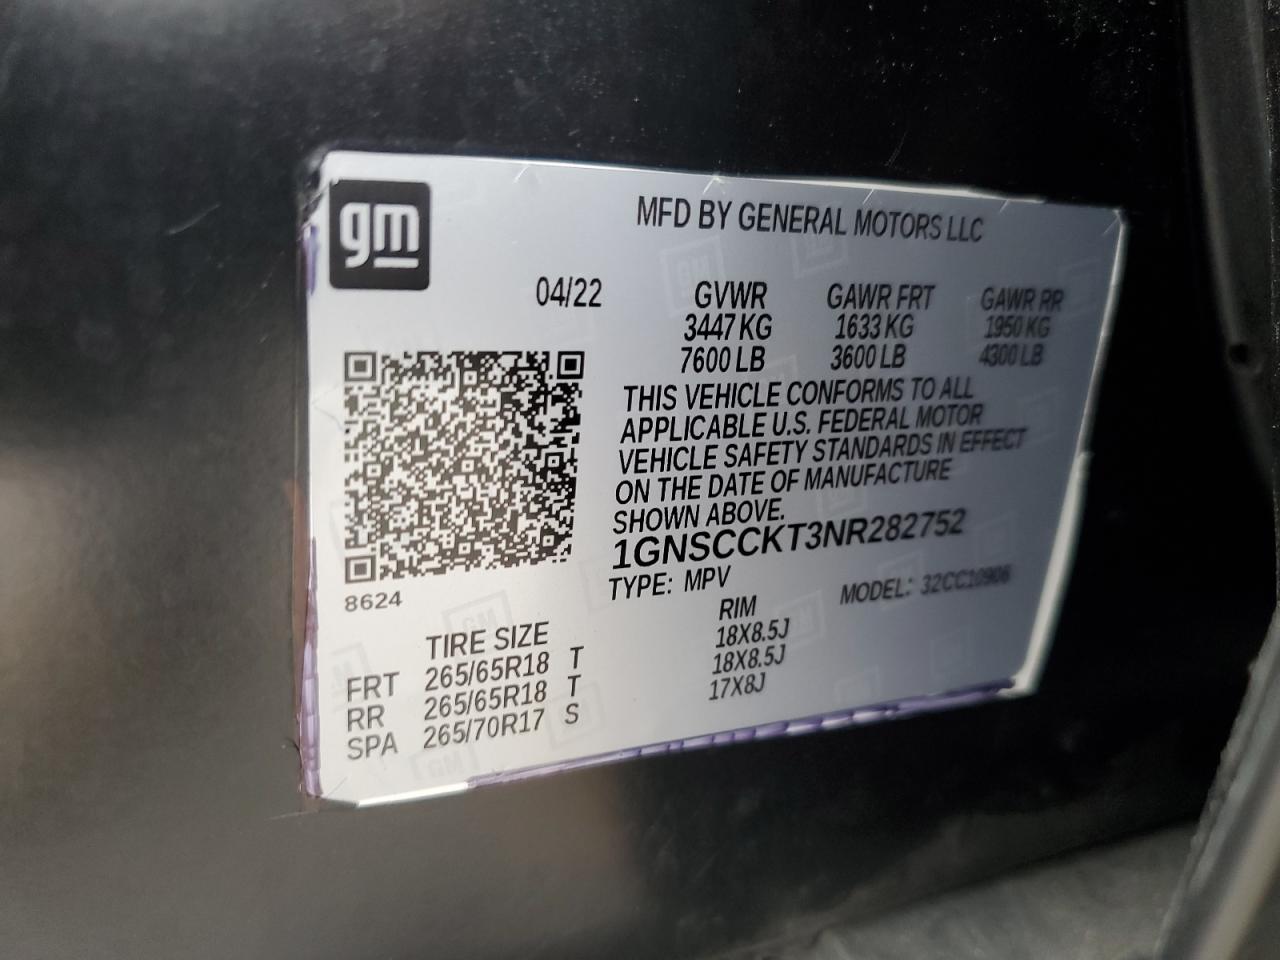 gm
MFD BY GENERAL MOTORS LLC
04/22 GVWR GAWR FRT GAWR RR
3447 KG 1633 KG 1950 KG
7600 LB 3600 LB 4300 LB
THIS VEHICLE CONFORMS TO ALL
APPLICABLE U.S. FEDERAL MOTOR
VEHICLE SAFETY STANDARDS IN EFFECT
ON THE DATE OF MANUFACTURE
SHOWN ABOVE.
1GNSCCKT3NR282752
TYPE: MPV MODEL: 32CC10906
8624
TIRE SIZE RIM
FRT 265/65R18 T 18X8.5J
RR 265/65R18 T 18X8.5J
SPA 265/70R17 S 17X8J